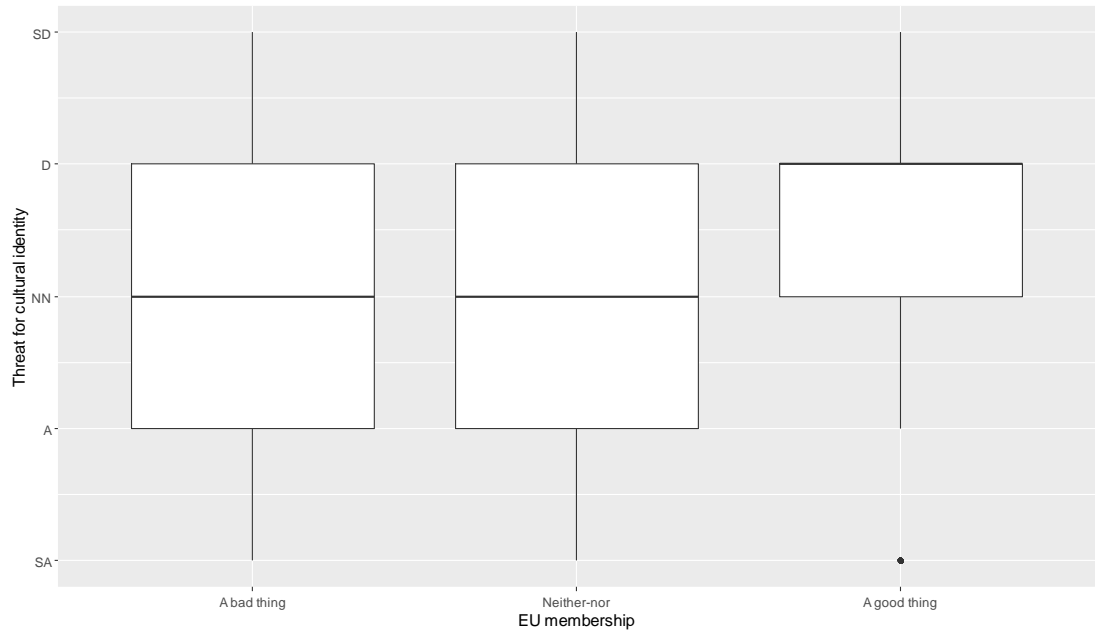 SD
D
NN
A
SA
Threat for cultural identity
A bad thing
Neither-nor
A good thing
EU membership